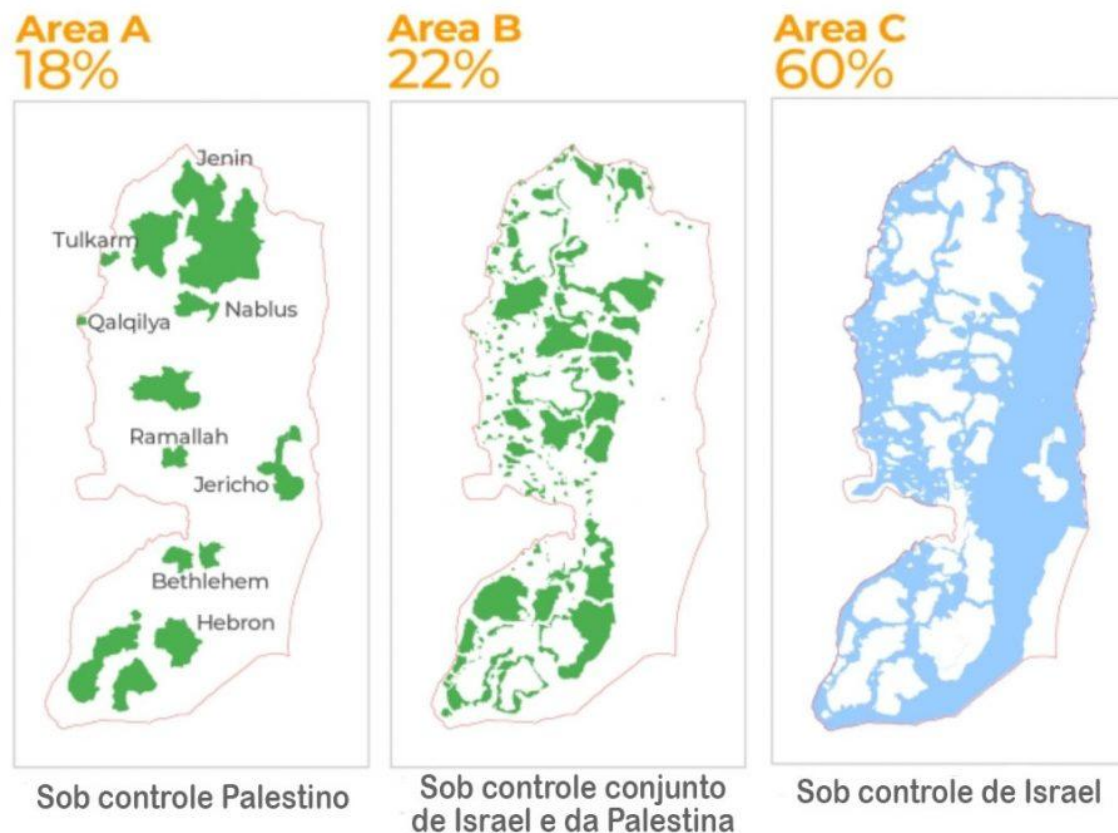 Area A
18%
Area B
22%
Area C
60%
Jenin
Tulkarm
Qalqilya
Nablus
Ramallah
Jericho
Bethlehem
Hebron
Sob controle Palestino
Sob controle conjunto
de Israel e da Palestina
Sob controle de Israel